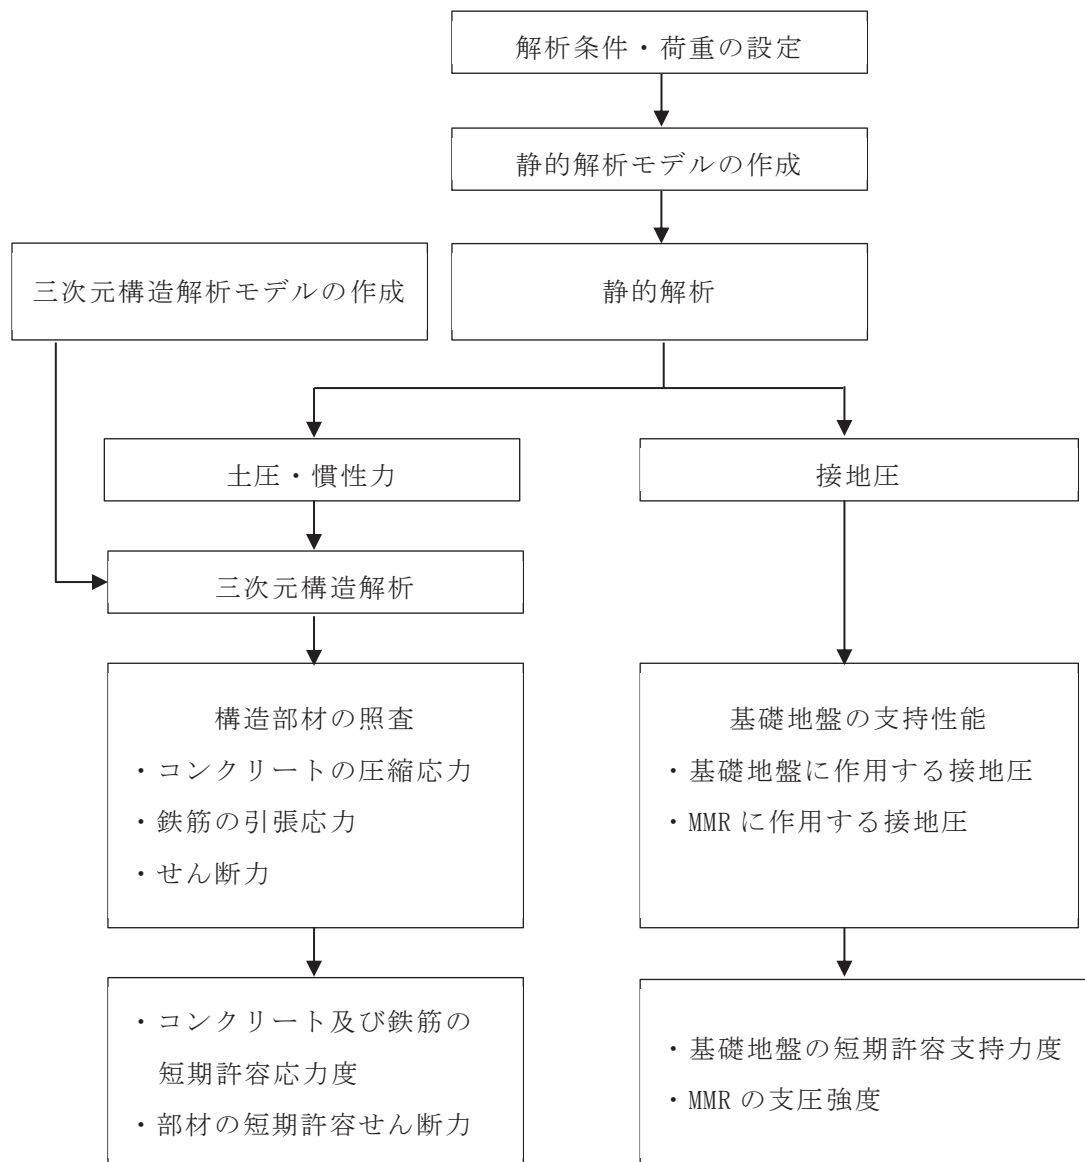 解析条件・荷重の設定
静的解析モデルの作成
三次元構造解析モデルの作成
静的解析
土圧・慣性力
接地圧
三次元構造解析
構造部材の照査
・コンクリートの圧縮応力
・鉄筋の引張応力
・せん断力
基礎地盤の支持性能
・基礎地盤に作用する接地圧
・MMR に作用する接地圧
・コンクリート及び鉄筋の
短期許容応力度
・部材の短期許容せん断力
・基礎地盤の短期許容支持力度
・MMR の支圧強度